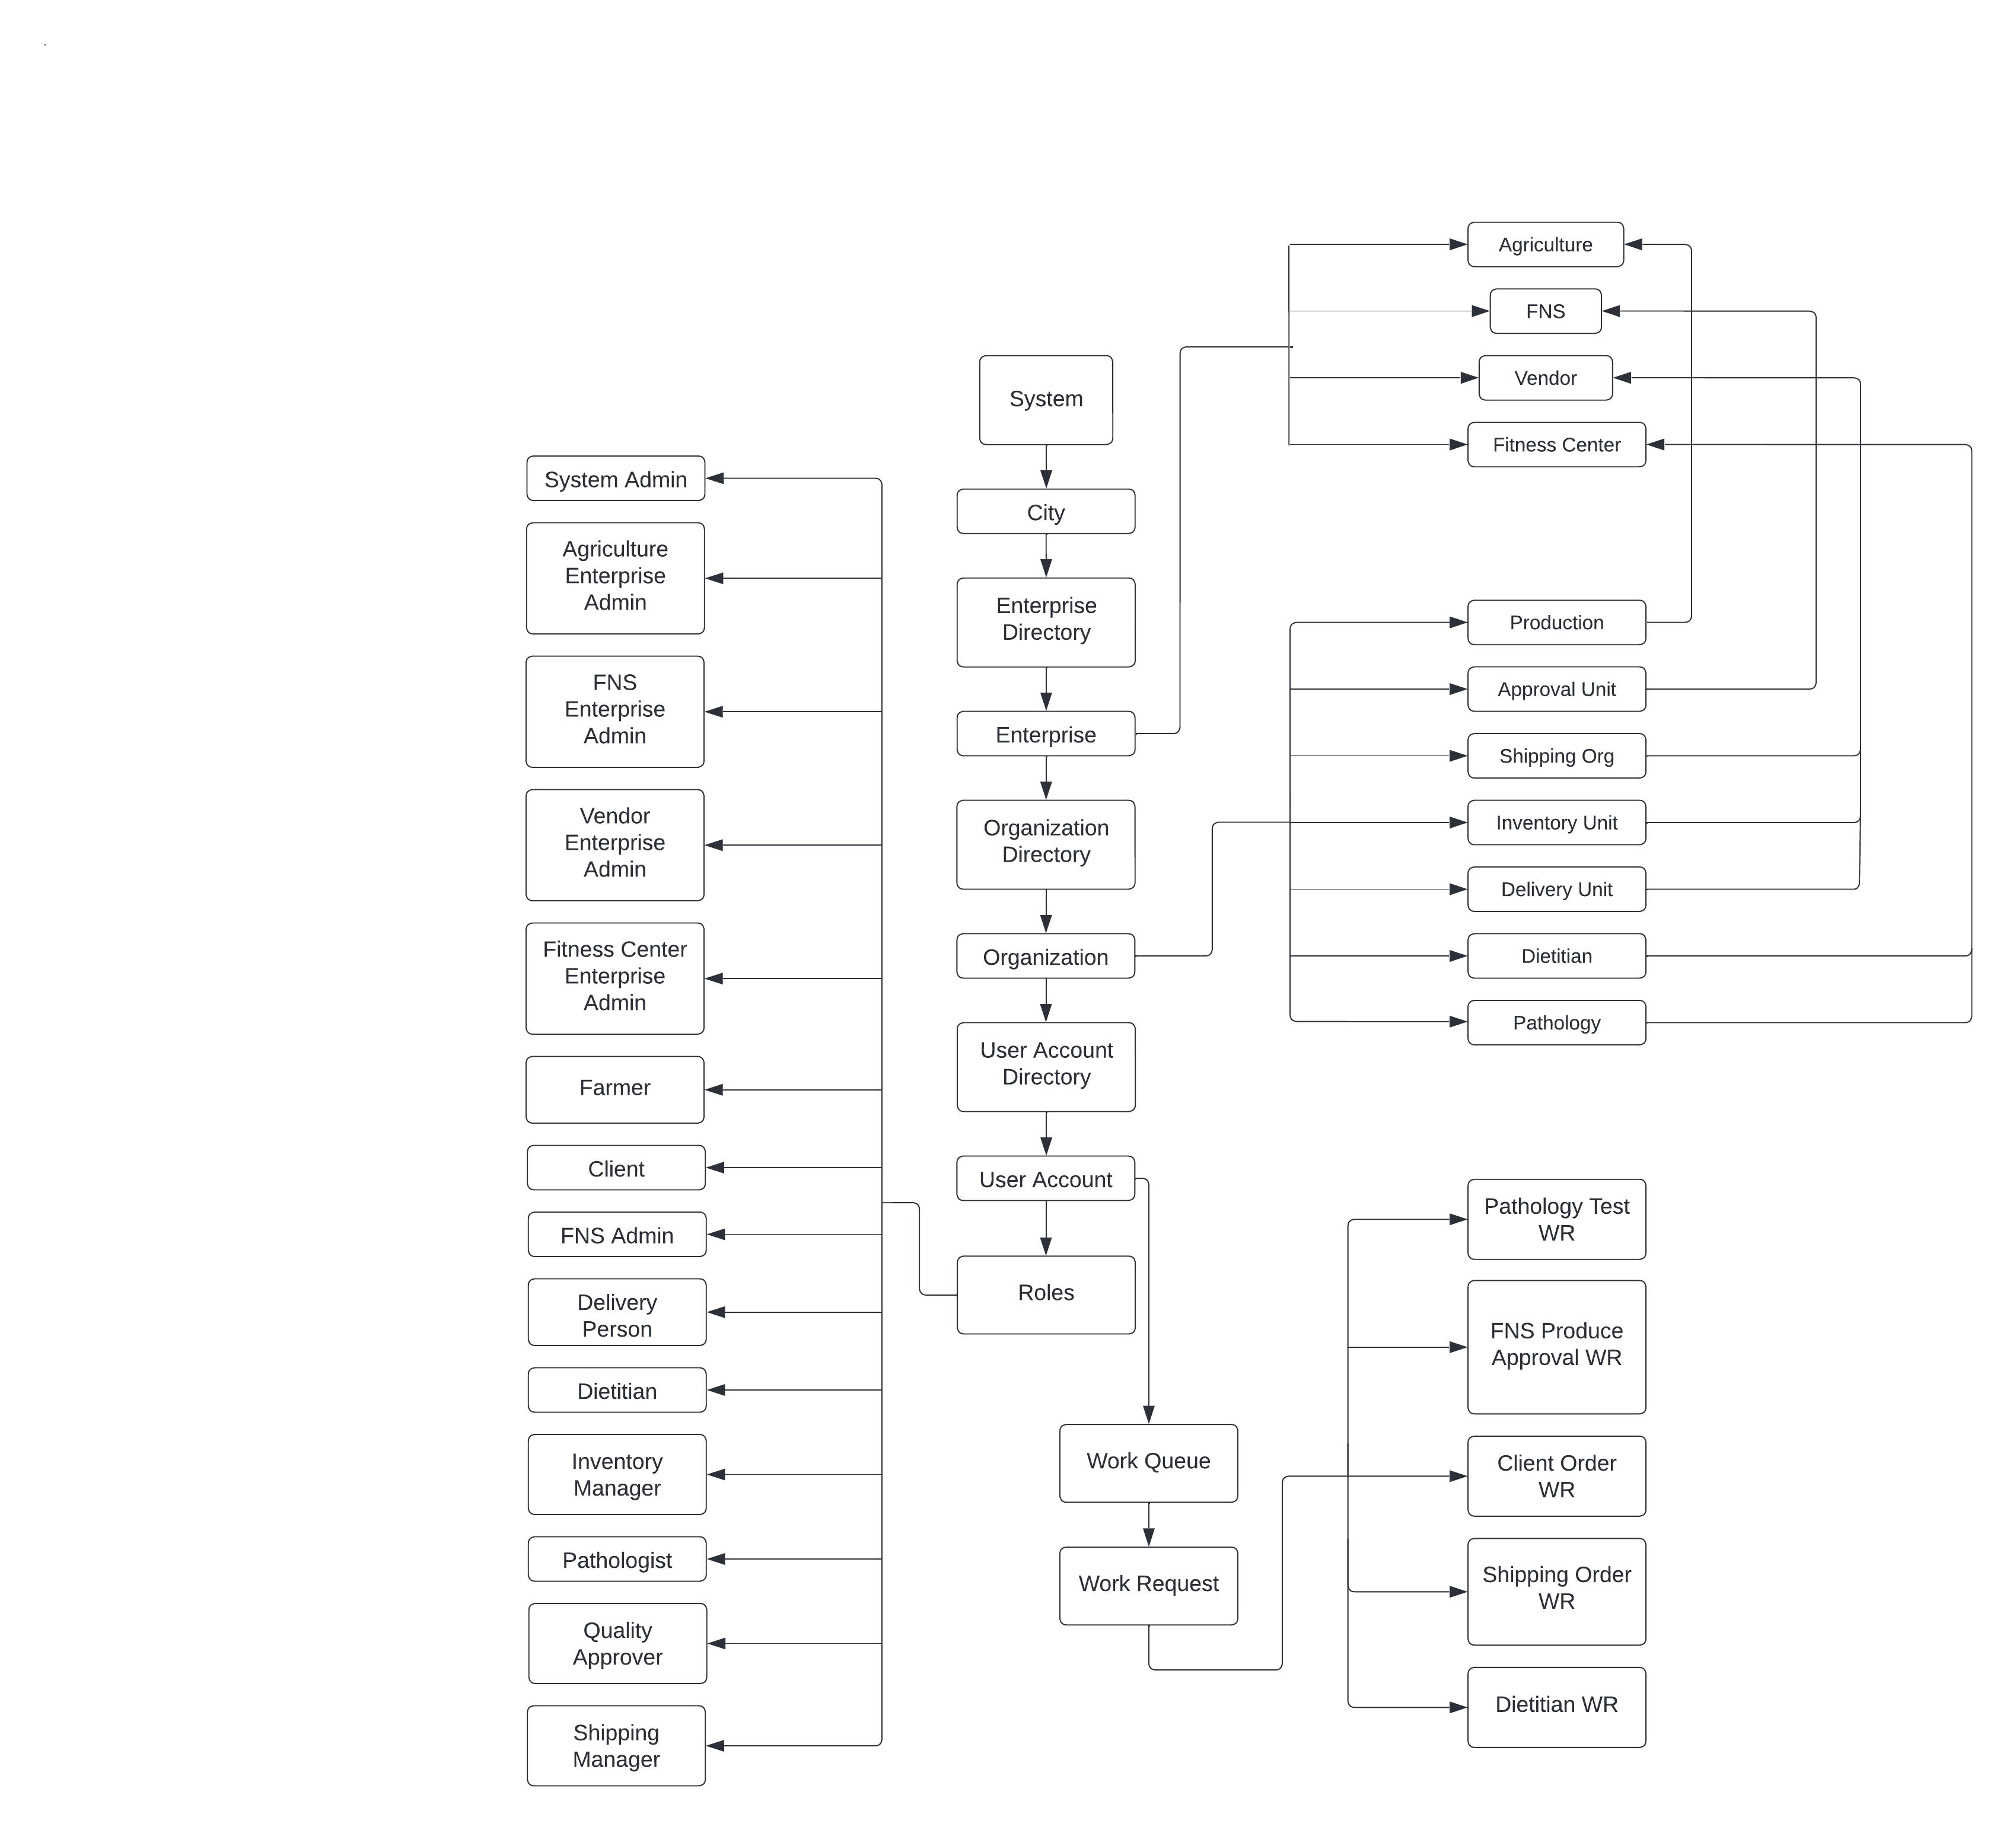 System
City
Enterprise
Directory
Enterprise
Organization
Directory
Organization
User Account
Directory
User Account
Roles
Work Queue
Work Request
System Admin
Agriculture
Enterprise
Admin
FNS
Enterprise
Admin
Vendor
Enterprise
Admin
Fitness Center
Enterprise
Admin
Farmer
Client
FNS Admin
Delivery
Person
Dietitian
Inventory
Manager
Pathologist
Quality
Approver
Shipping
Manager
Agriculture
FNS
Vendor
Fitness Center
Production
Approval Unit
Shipping Org
Inventory Unit
Delivery Unit
Dietitian
Pathology
Pathology Test
WR
FNS Produce
Approval WR
Client Order
WR
Shipping Order
WR
Dietitian WR